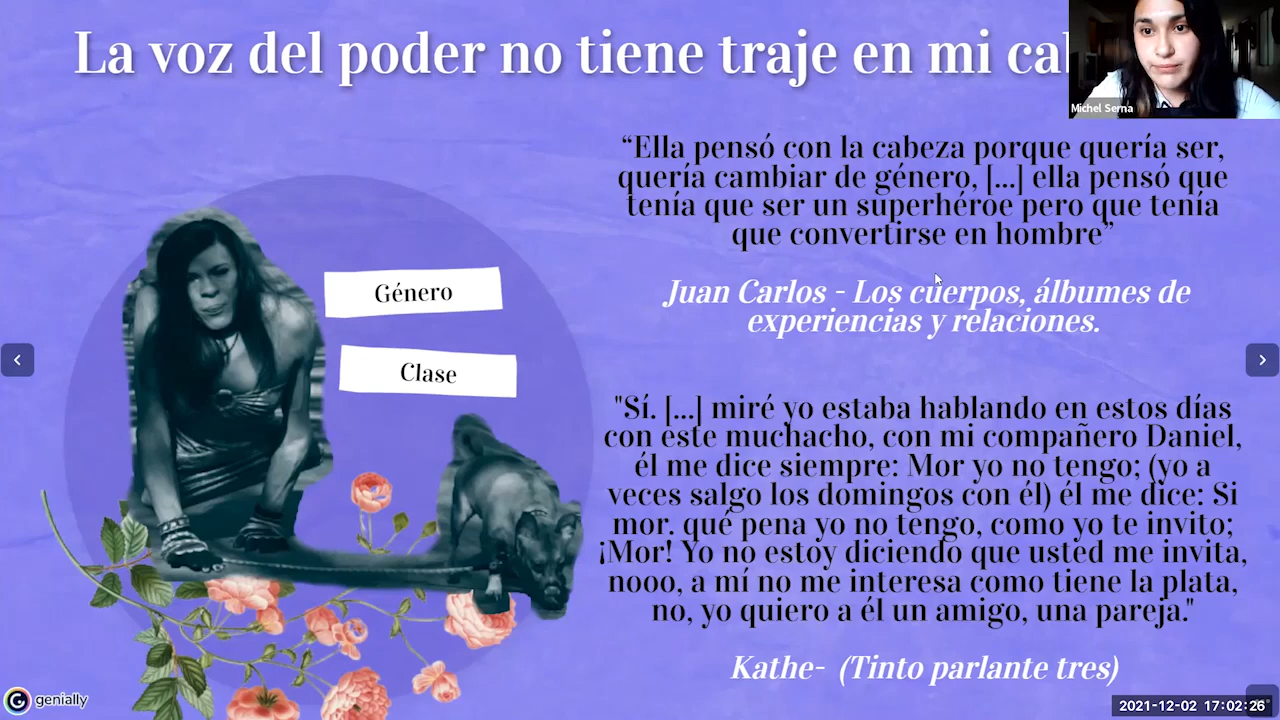 La voz del poder no tiene traje en mi
Michel Serna
“Ella pensó con la cabeza porque quería ser,
quería cambiar de género, [...] ella pensó que
tenía que ser un superhéroe pero que tenía
que convertirse en hombre”
Género
Juan Carlos - Los cuerpos, álbumes de
experiencias y relaciones.
Clase
"Sí. [...] miré yo estaba hablando en estos días
con este muchacho, con mi compañero Daniel,
él me dice siempre: Mor yo no tengo; (yo a
veces salgo los domingos con él) él me dice: Si
mor. qué pena yo no tengo, como yo te invito;
¡Mor! Yo no estoy diciendo que usted me invita,
nooo, a mí no me interesa como tiene la plata,
no, yo quiero a él un amigo, una pareja."
Kathe- (Tinto parlante tres)
genially
2021-12-02 17:02:26